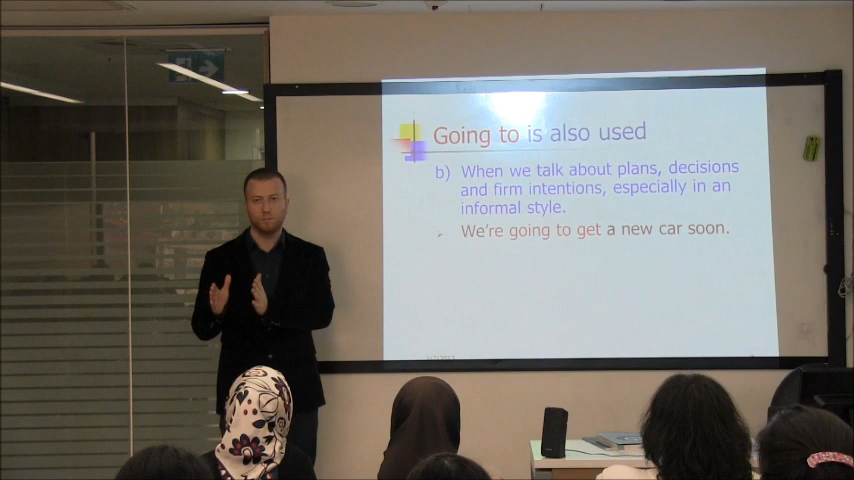 Going to is also used
b) When we talk about plans, decisions
and firm intentions, especially in an
informal style.
➢ We're going to get a new car soon.